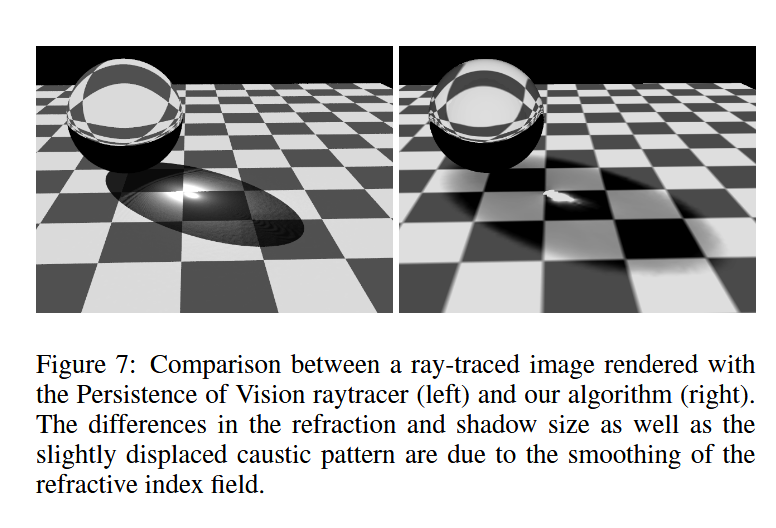 Figure 7: Comparison between a ray-traced image rendered with
the Persistence of Vision raytracer (left) and our algorithm (right).
The differences in the refraction and shadow size as well as the
slightly displaced caustic pattern are due to the smoothing of the
refractive index field.